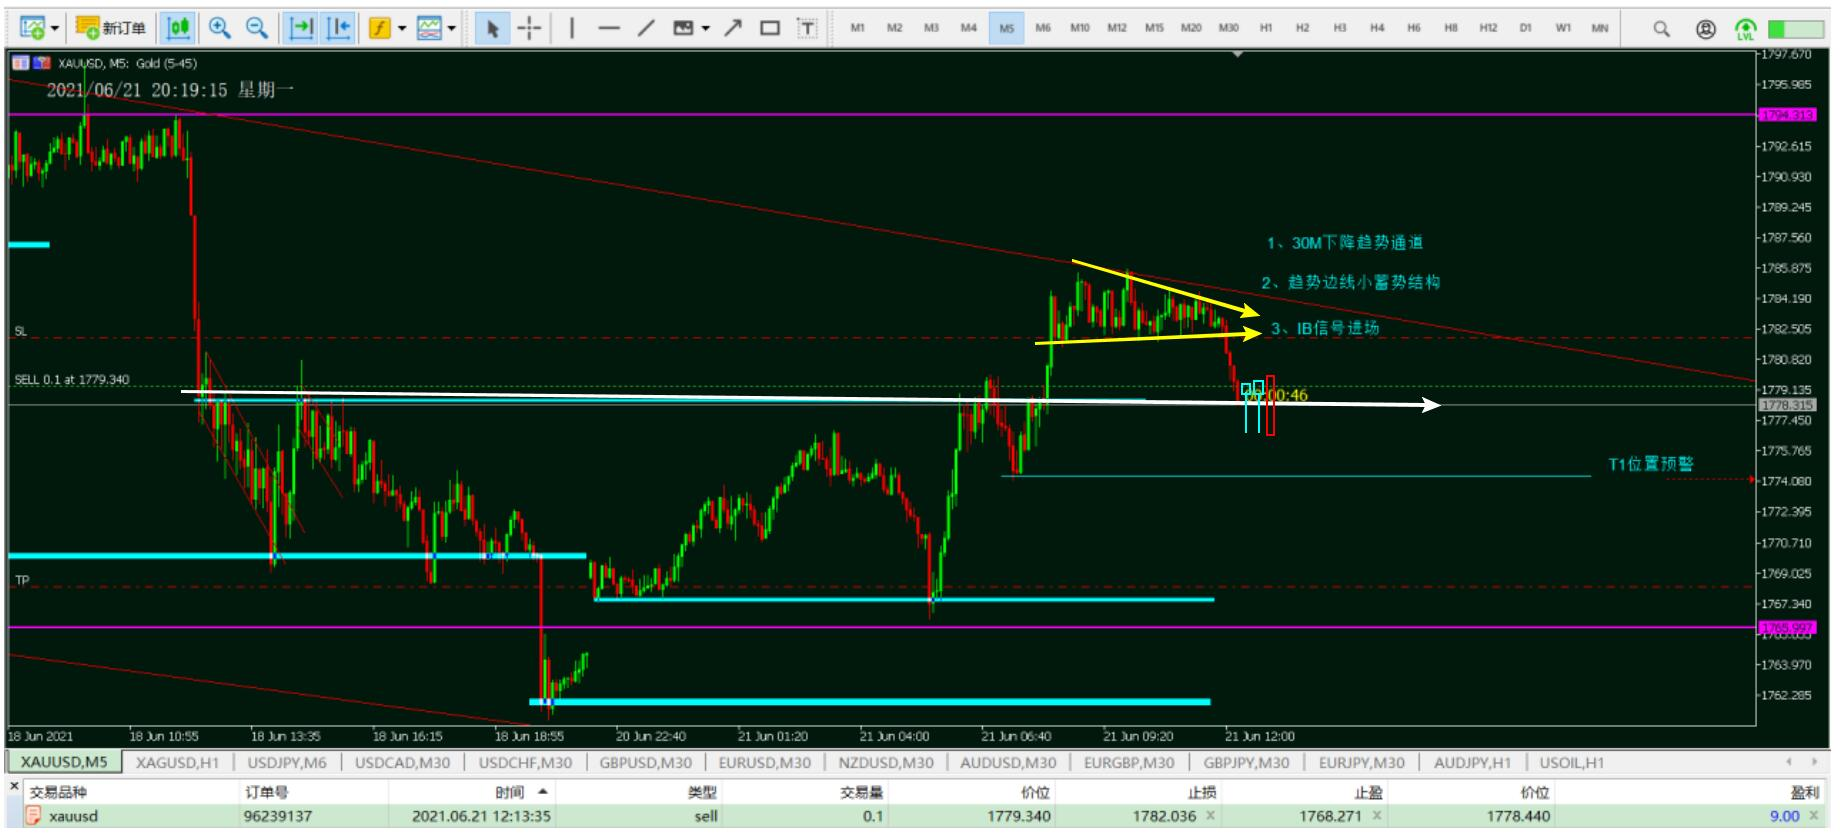 新订单 M1 M2 M3 M4 M5 M6 M10 M12 M15 M20 M30 H1 H2 H3 H4 H6 H8 H12 D1 W1 MN
LVL
XAUUSD, M5: Gold (5-45)
2021/06/21 20:19:15 星期一
1797.670
1795.985
1794.313
1792.615
1790.930
1789.245
1、30M下降趋势通道
1787.560
2、趋势边线小蓄势结构
1785.875
1784.190
3、IB信号进场
SL
1782.505
1780.820
SELL 0.1 at 1779.340
1779.135
00:00:46
1778.315
1777.450
1775.765
T1位置预警
1774.080
1772.395
1770.710
TP
1769.025
1767.340
1765.997
1763.970
1762.285
18 Jun 2021 18 Jun 10:55 18 Jun 13:35 18 Jun 16:15 18 Jun 18:55 20 Jun 22:40 21 Jun 01:20 21 Jun 04:00 21 Jun 06:40 21 Jun 09:20 21 Jun 12:00
XAUUSD,M5 XAGUSD,H1 USDJPY,M6 USDCAD,M30 USDCHF,M30 GBPUSD,M30 EURUSD,M30 NZDUSD,M30 AUDUSD,M30 EURGBP,M30 GBPJPY,M30 EURJPY,M30 AUDJPY,H1 USOIL,H1
交易品种 订单号 时间 类型 交易量 价位 止损 止盈 价位 盈利
xauusd 96239137 2021.06.21 12:13:35 sell 0.1 1779.340 1782.036 1768.271 1778.440 9.00